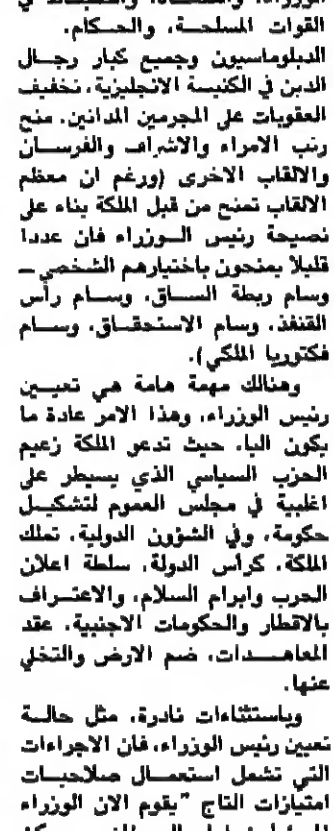 القوات المسلحة، والحكام.
الدبلوماسيون وجميع كبار رجال
الدين في الكنيسة الانجليزية، تخفيف
العقوبات على المجرمين المدانين. منح
رتب الامراء والاشراف والفرسان
والالقاب الاخرى (ورغم ان معظم
الالقاب تمنح من قبل الملكة بناء على
نصيحة رئيس الوزراء فان عددا
قليلا يمنحون باختيارهم الشخصي ــ
وسام ربطة الساق، وسام رأس
القنفذ، وسام الاستحقاق، وسام
فكتوريا الملكي).
وهنالك مهمة هامة هي تعيين
رئيس الوزراء، وهذا الامر عادة ما
يكون اليا، حيث تدعو الملكة زعيم
الحزب السياسي الذي يسيطر على
اغلبية في مجلس العموم لتشكيل
حكومة، وفي الشؤون الدولية، تملك
الملكة، كرأس الدولة، سلطة اعلان
الحرب وابرام السلام، والاعتراف
بالاقطار والحكومات الاجنبية، عقد
المعاهدات، ضم الارض والتخلي
عنها.
وباستثناءات نادرة، مثل حالة
تعيين رئيس الوزراء، فان الاجراءات
التي تشمل استعمال صلاحيات
امتيازات التاج "يقوم الان الوزراء